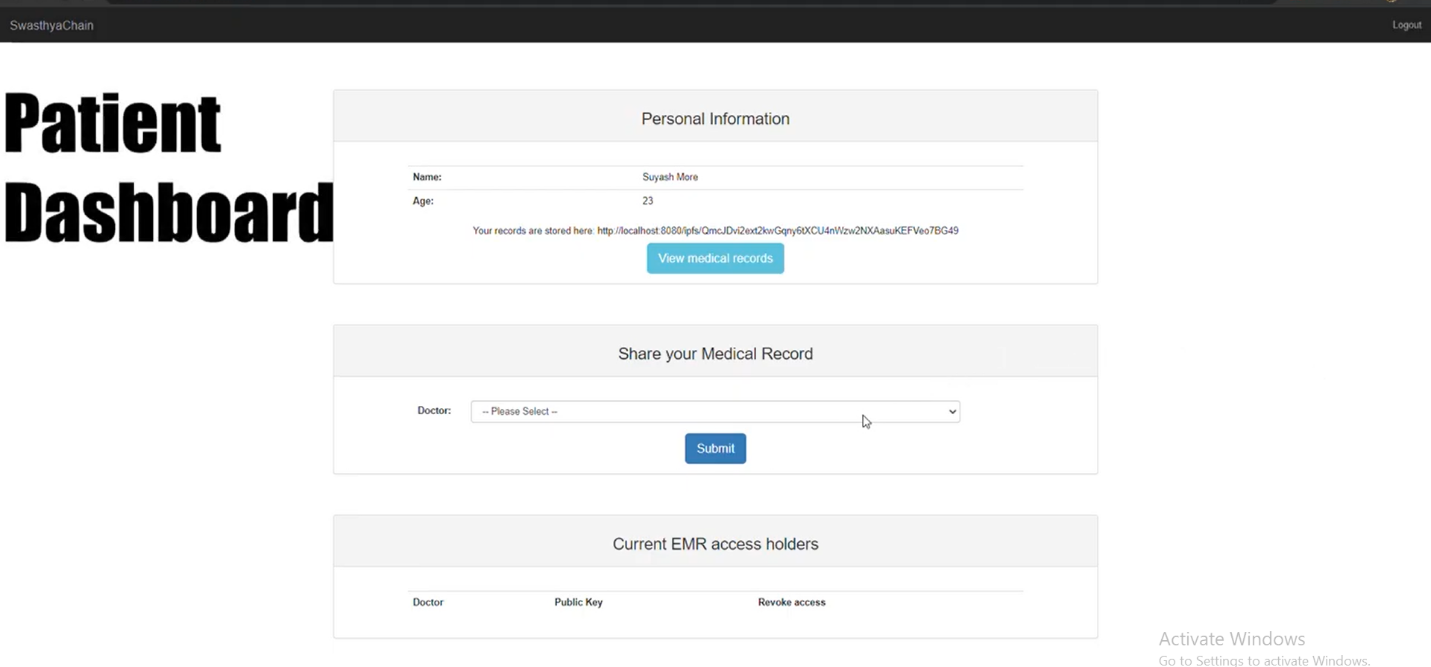 SwasthyaChain
Logout
Patient
Dashboard
Personal Information
Name: Suyash More
Age: 23
Your records are stored here: http://localhost:8080/ipfs/QmcJDvi2ext2kwGqny6tXCU4nWzw2NXAasuKEFVeo7BG49
View medical records
Share your Medical Record
Doctor: -- Please Select --
Submit
Current EMR access holders
Doctor Public Key Revoke access
Activate Windows
Go to Settings to activate Windows.